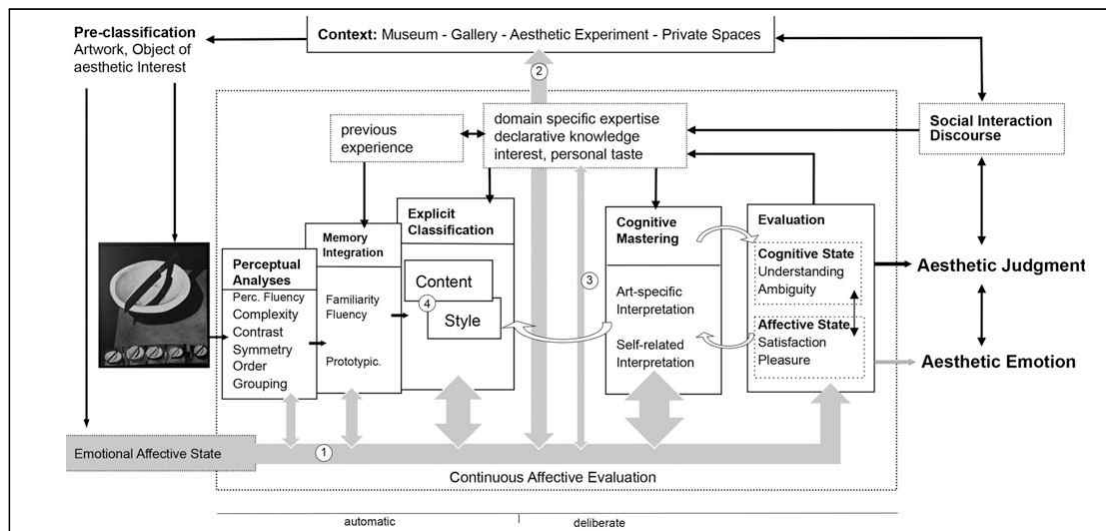 Pre-classification
Artwork, Object of
aesthetic Interest
Context: Museum - Gallery - Aesthetic Experiment - Private Spaces
2
previous
experience
domain specific expertise
declarative knowledge
interest, personal taste
Social Interaction
Discourse
Perceptual
Analyses
Perc. Fluency
Complexity
Contrast
Symmetry
Order
Grouping
Memory
Integration
Familiarity
Fluency
Prototypic.
Explicit
Classification
Content
4
Style
3
Cognitive
Mastering
Art-specific
Interpretation
Self-related
Interpretation
Evaluation
Cognitive State
Understanding
Ambiguity
Affective State
Satisfaction
Pleasure
Aesthetic Judgment
Aesthetic Emotion
Emotional Affective State
1
Continuous Affective Evaluation
automatic
deliberate